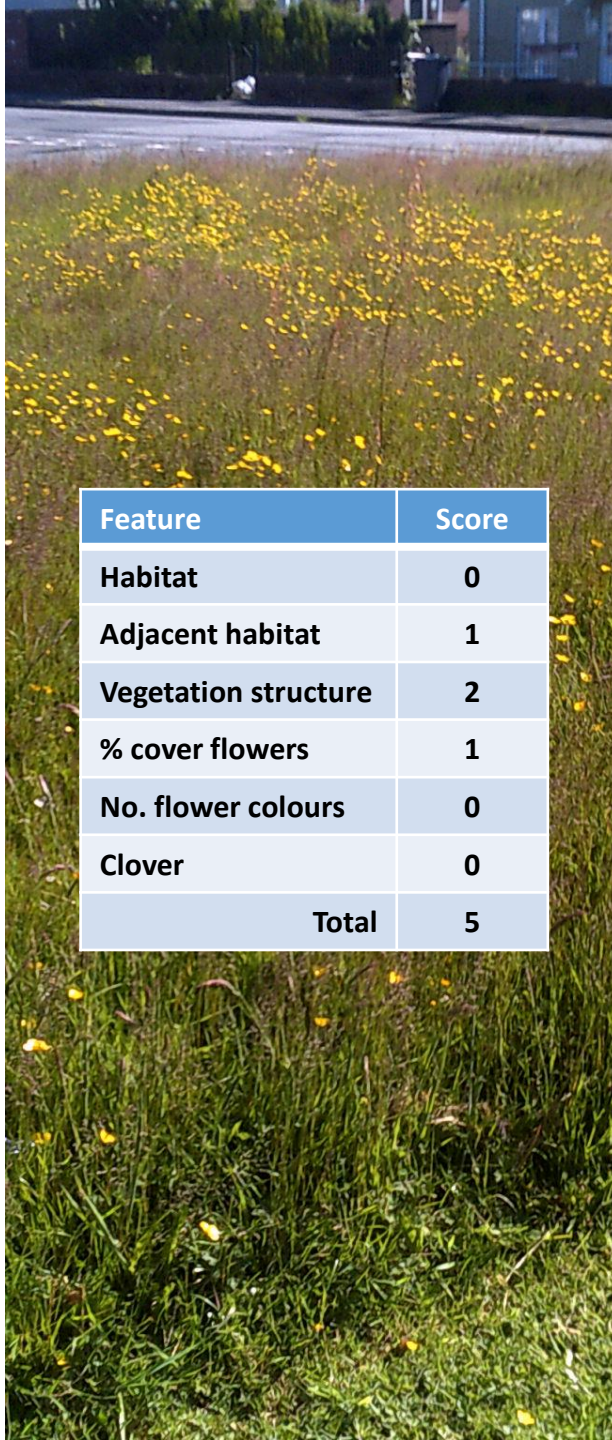 Feature Score
Habitat 0
Adjacent habitat 1
Vegetation structure 2
% cover flowers 1
No. flower colours 0
Clover 0
Total 5